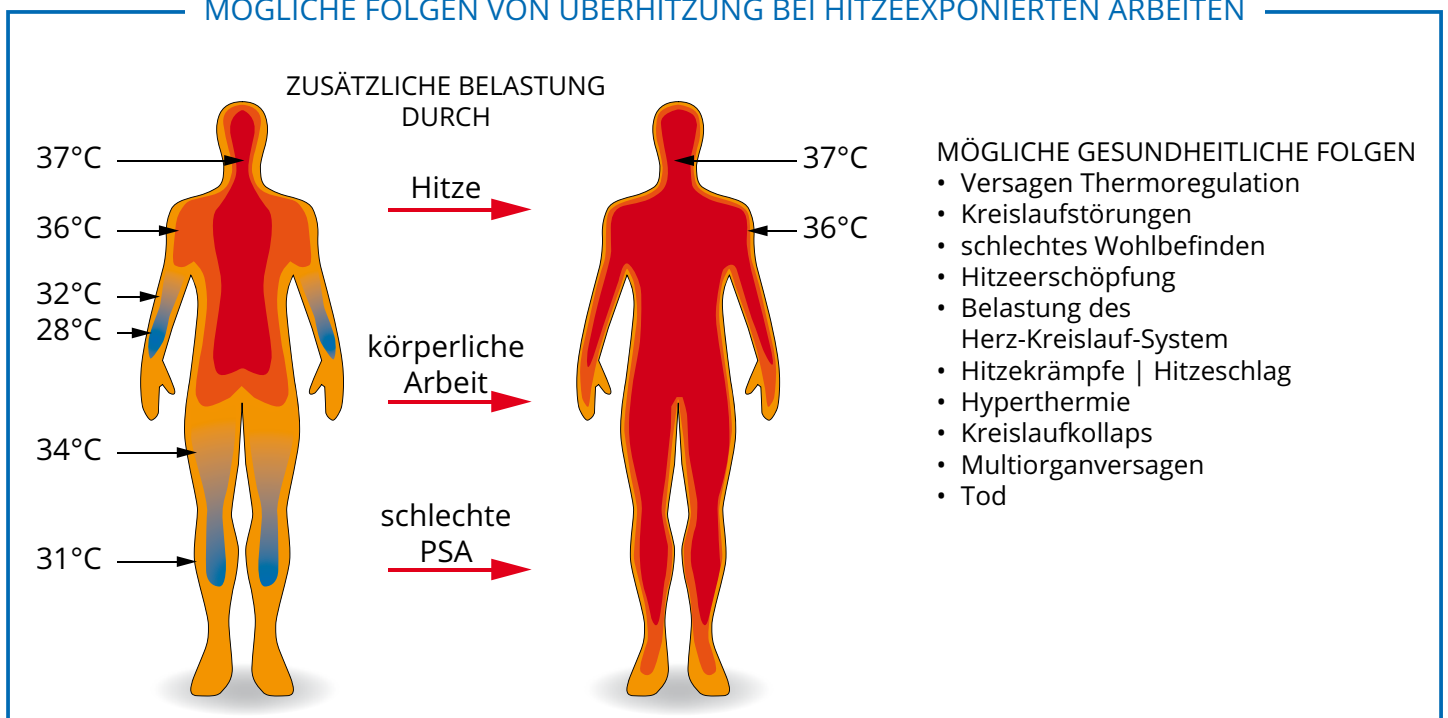 MÖGLICHE FOLGEN VON ÜBERHITZUNG BEI HITZEEXPONIERTEN ARBEITEN
ZUSÄTZLICHE BELASTUNG
DURCH
37°C
36°C
32°C
28°C
34°C
31°C
Hitze
körperliche
Arbeit
schlechte
PSA
37°C
36°C
MÖGLICHE GESUNDHEITLICHE FOLGEN
• Versagen Thermoregulation
• Kreislaufstörungen
• schlechtes Wohlbefinden
• Hitzeerschöpfung
• Belastung des
Herz-Kreislauf-System
• Hitzekrämpfe | Hitzeschlag
• Hyperthermie
• Kreislaufkollaps
• Multiorganversagen
• Tod